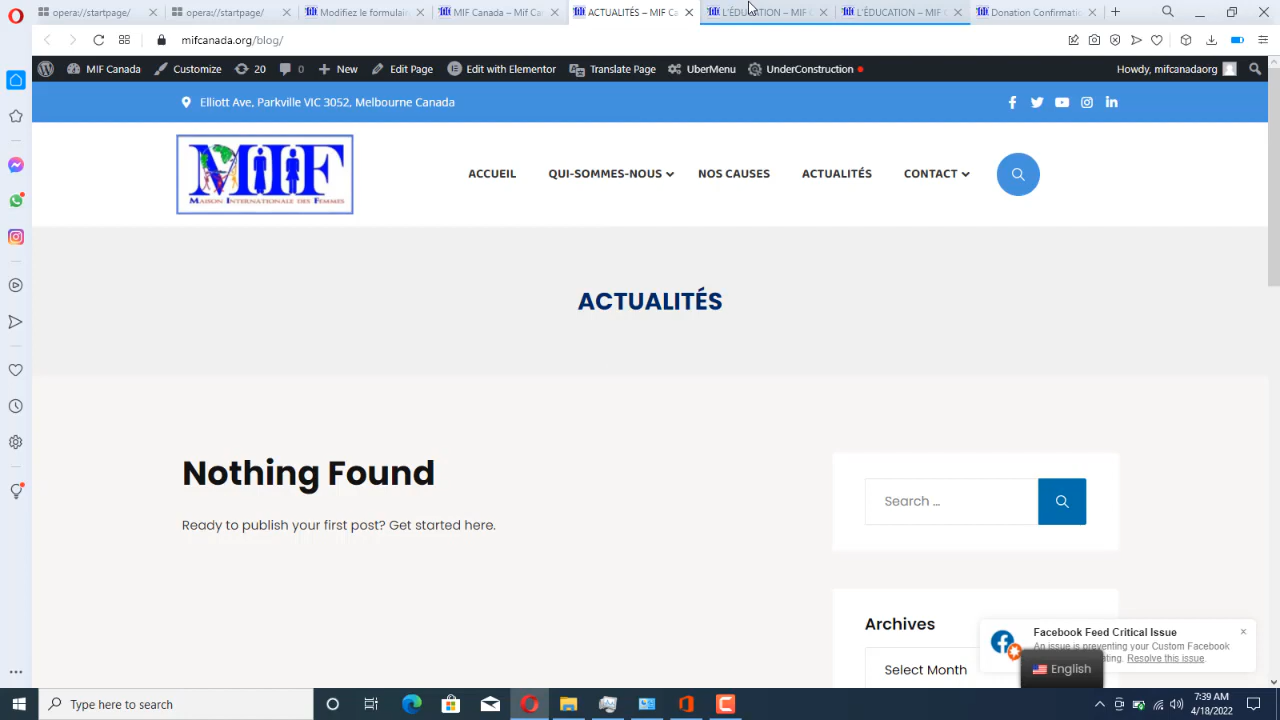 opera://startpage/
opera://startpage/
Modifiez le formulair
MIF Canada – Mif Can
ACTUALITÉS – MIF Ca
L'ÉDUCATION – MIF C
L'ÉDUCATION – MIF C
Donation Confirmatio
mifcanada.org/blog/
MIF Canada
Customize
20
0
New
Edit Page
Edit with Elementor
Translate Page
UberMenu
UnderConstruction
Howdy, mifcanadaorg
Elliott Ave, Parkville VIC 3052, Melbourne Canada
MIF
MAISON INTERNATIONALE DES FEMMES
ACCUEIL
QUI-SOMMES-NOUS
NOS CAUSES
ACTUALITÉS
CONTACT
ACTUALITÉS
Nothing Found
Ready to publish your first post? Get started here.
Search ...
Archives
Select Month
Facebook Feed Critical Issue
An issue is preventing your Custom Facebook
ating. Resolve this issue.
English
Type here to search
7:39 AM
4/18/2022